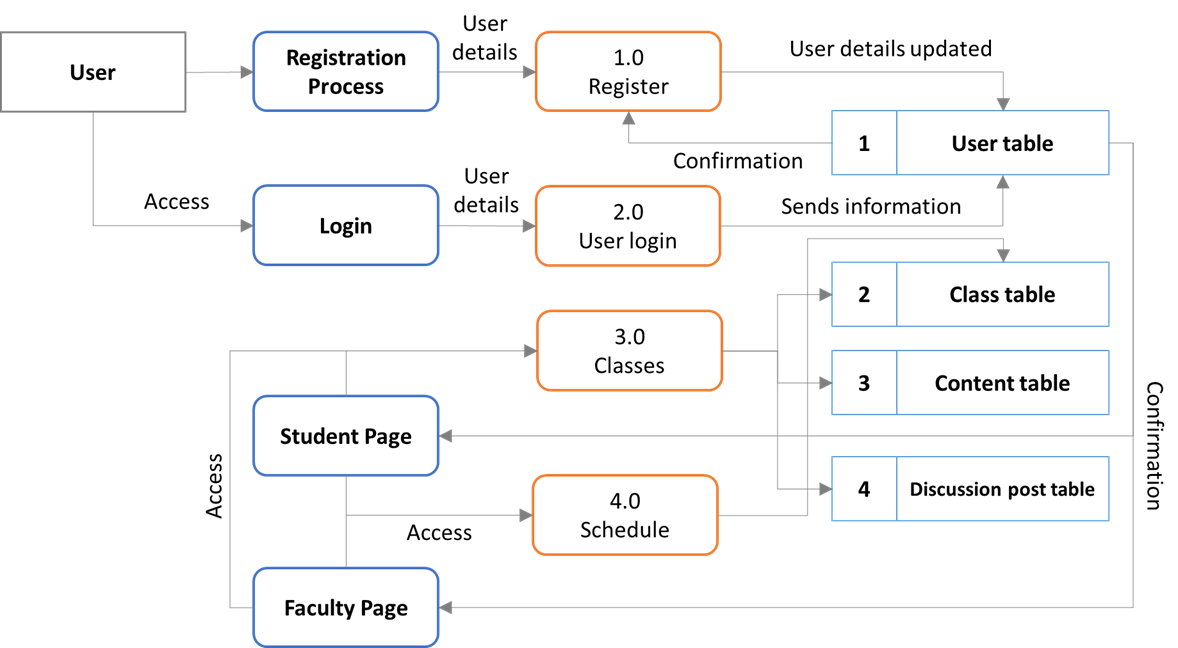 User
Registration
Process
User
details
1.0
Register
User details updated
1
User table
Confirmation
Access
Login
User
details
2.0
User login
Sends information
2
Class table
3.0
Classes
3
Content table
Confirmation
Student Page
Access
4
Discussion post table
4.0
Schedule
Access
Faculty Page